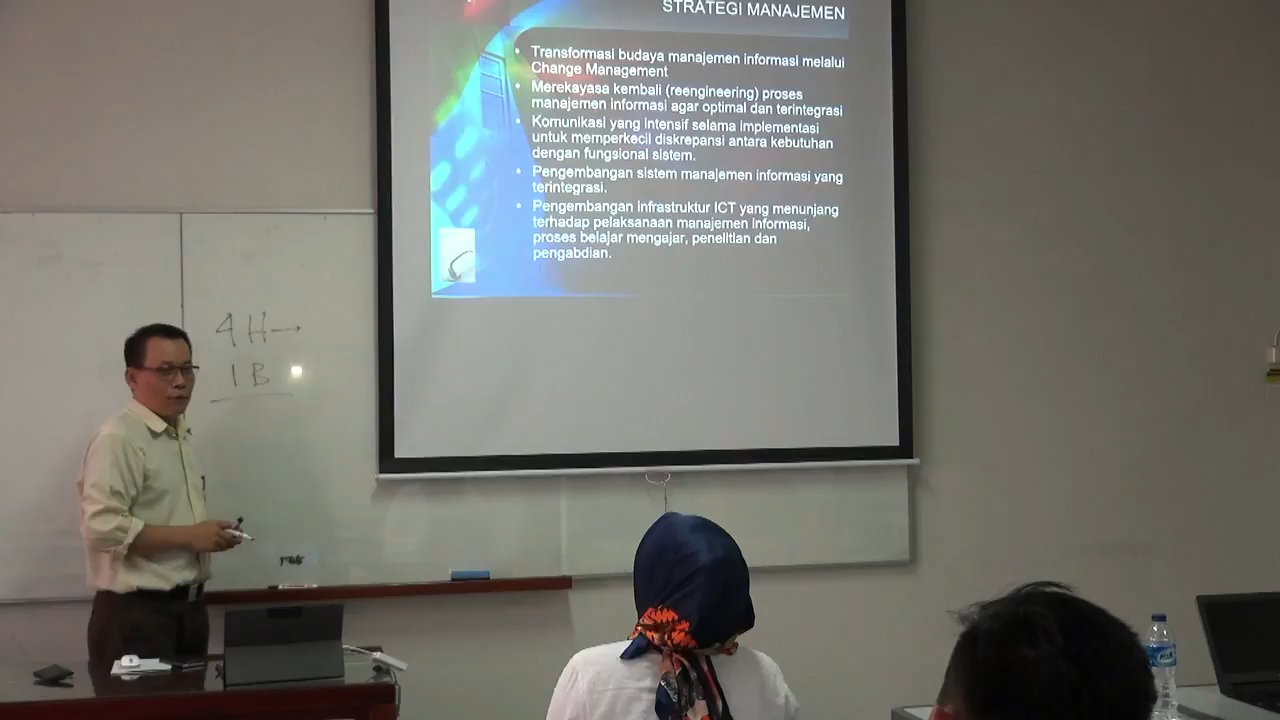 STRATEGI MANAJEMEN
• Transformasi budaya manajemen informasi melalui
Change Management
• Merekayasa kembali (reengineering) proses
manajemen informasi agar optimal dan terintegrasi
• Komunikasi yang intensif selama implementasi
untuk memperkecil diskrepansi antara kebutuhan
dengan fungsional sistem.
• Pengembangan sistem manajemen informasi yang
terintegrasi.
• Pengembangan infrastruktur ICT yang menunjang
terhadap pelaksanaan manajemen informasi,
proses belajar mengajar, penelitian dan
pengabdian.
4 H→
1 B